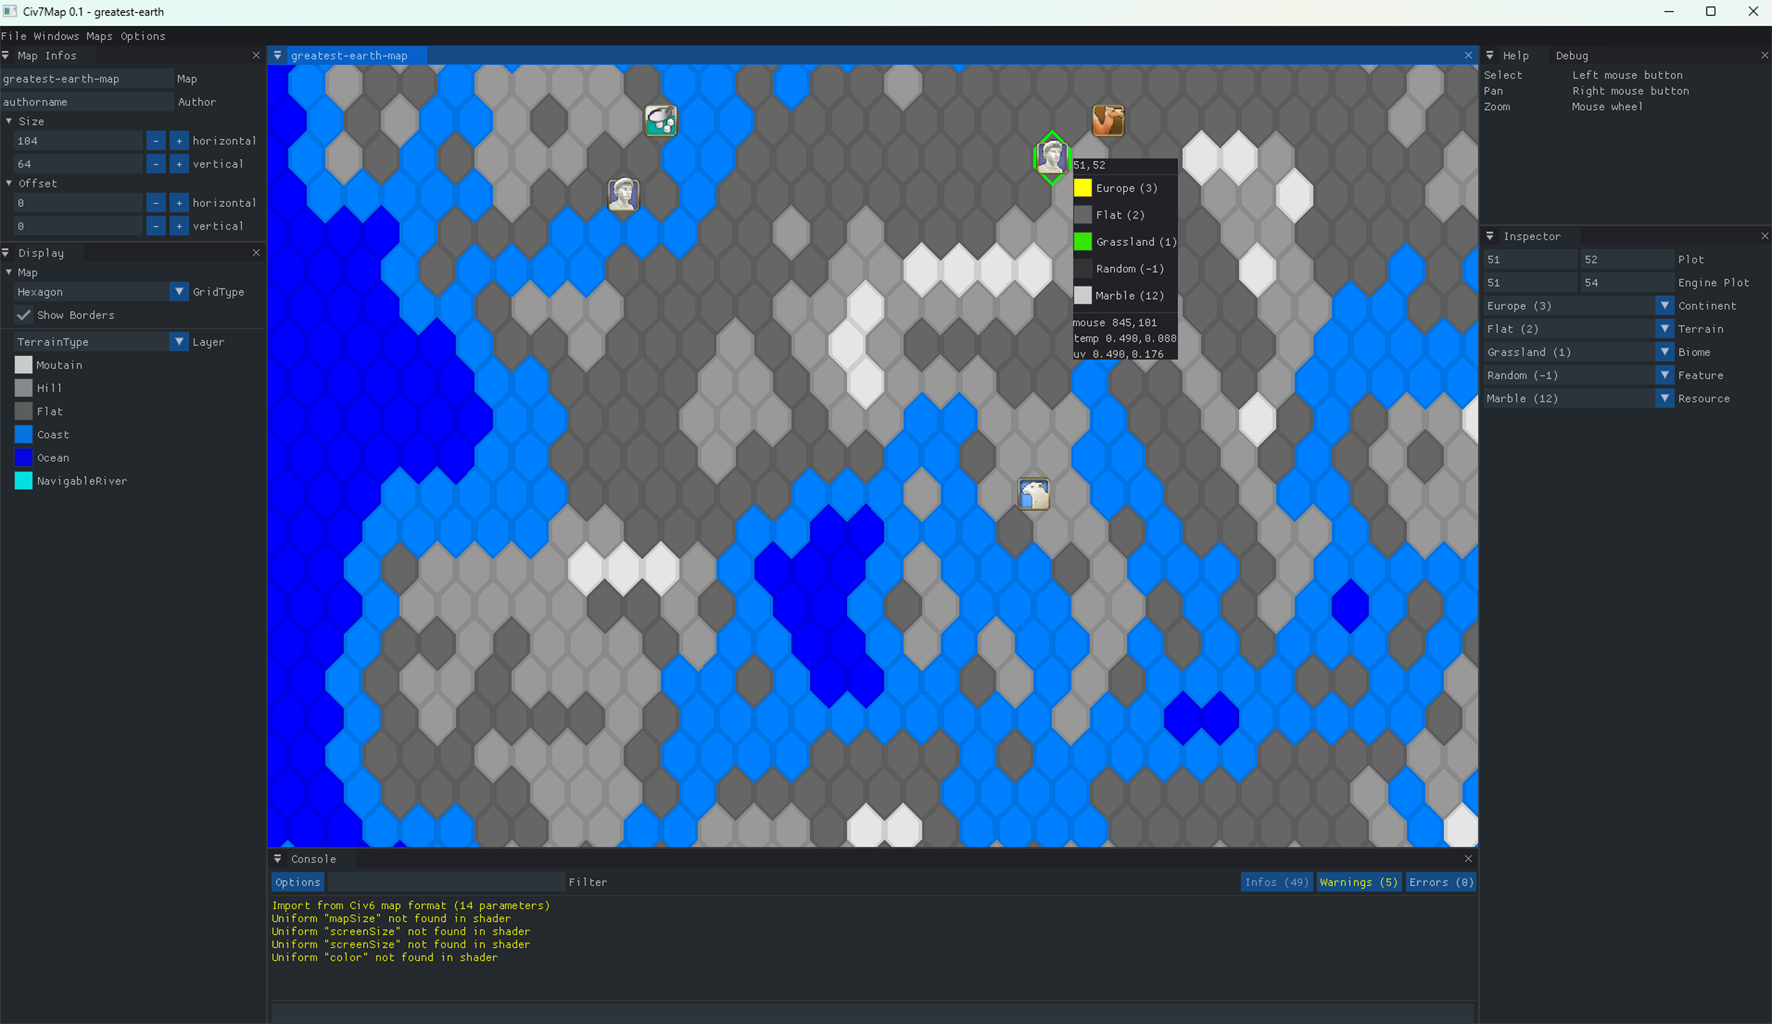 Civ7Map 0.1 - greatest-earth
File Windows Maps Options
Map Infos
greatest-earth-map Map
authorname Author
Size
104 - + horizontal
64 - + vertical
Offset
0 - + horizontal
0 - + vertical
Display
Map
Hexagon GridType
Show Borders
TerrainType Layer
Moutain
Hill
Flat
Coast
Ocean
NavigableRiver
greatest-earth-map
51,52
Europe (3)
Flat (2)
Grassland (1)
Random (-1)
Marble (12)
mouse 845,101
temp 0.490,0.088
uv 0.490,0.176
Console
Options Filter Infos (49) Warnings (5) Errors (0)
Import from Civ6 map format (14 parameters)
Uniform "mapSize" not found in shader
Uniform "screenSize" not found in shader
Uniform "screenSize" not found in shader
Uniform "color" not found in shader
Help Debug
Select Left mouse button
Pan Right mouse button
Zoom Mouse wheel
Inspector
51 52 Plot
51 54 Engine Plot
Europe (3) Continent
Flat (2) Terrain
Grassland (1) Biome
Random (-1) Feature
Marble (12) Resource